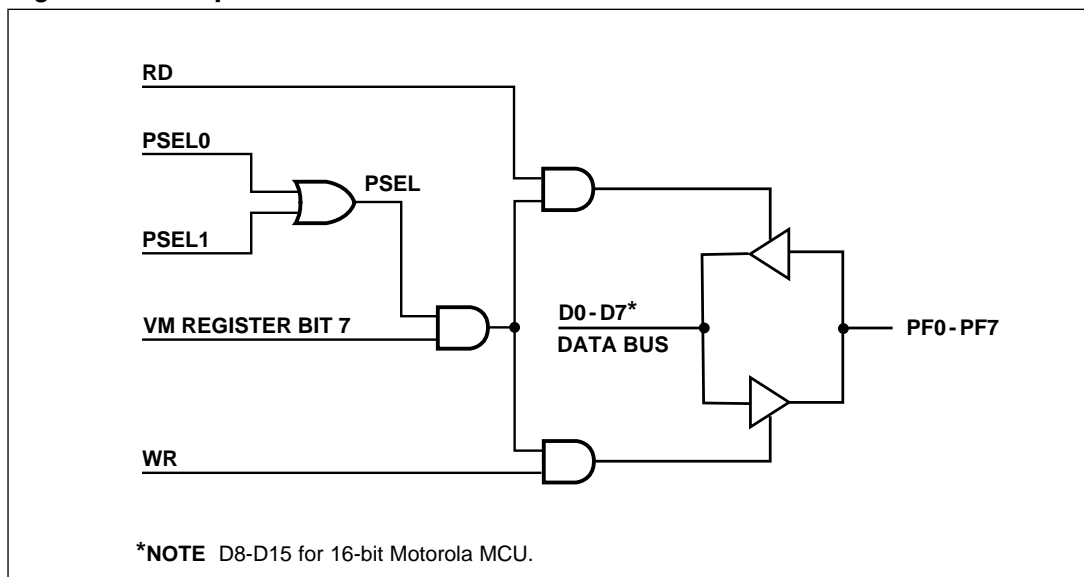 RD
PSEL0
PSEL
PSEL1
VM REGISTER BIT 7
D0-D7*
DATA BUS
PF0-PF7
WR
*NOTE D8-D15 for 16-bit Motorola MCU.